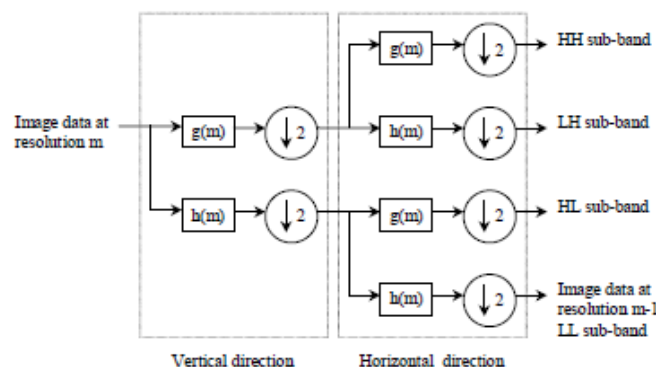 HH sub-band
g(m)
2
Image data at
resolution m
g(m)
2
h(m)
2
LH sub-band
h(m)
2
g(m)
2
HL sub-band
h(m)
2
Image data at
resolution m-1
LL sub-band
Vertical direction
Horizontal direction